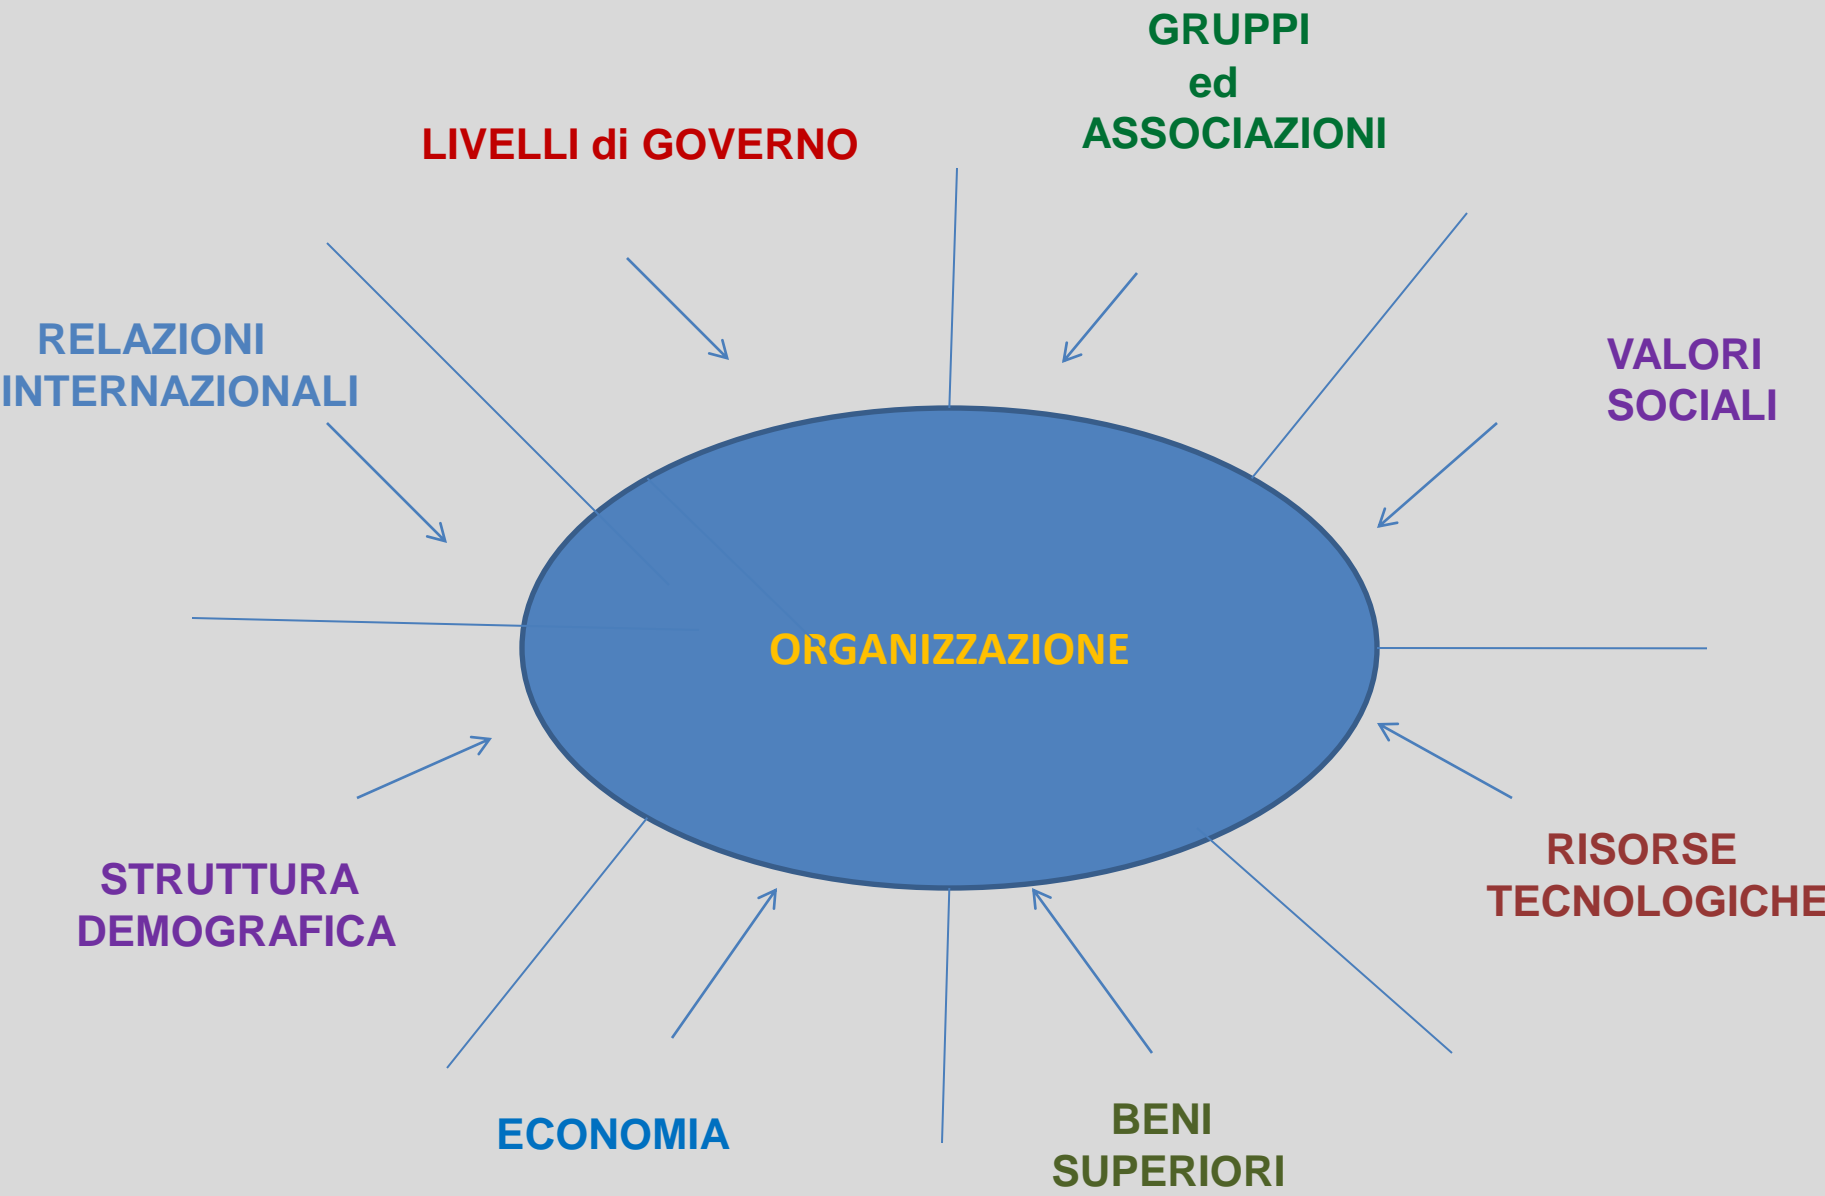 GRUPPI
ed
ASSOCIAZIONI
LIVELLI di GOVERNO
RELAZIONI
INTERNAZIONALI
VALORI
SOCIALI
ORGANIZZAZIONE
STRUTTURA
DEMOGRAFICA
RISORSE
TECNOLOGICHE
ECONOMIA
BENI
SUPERIORI